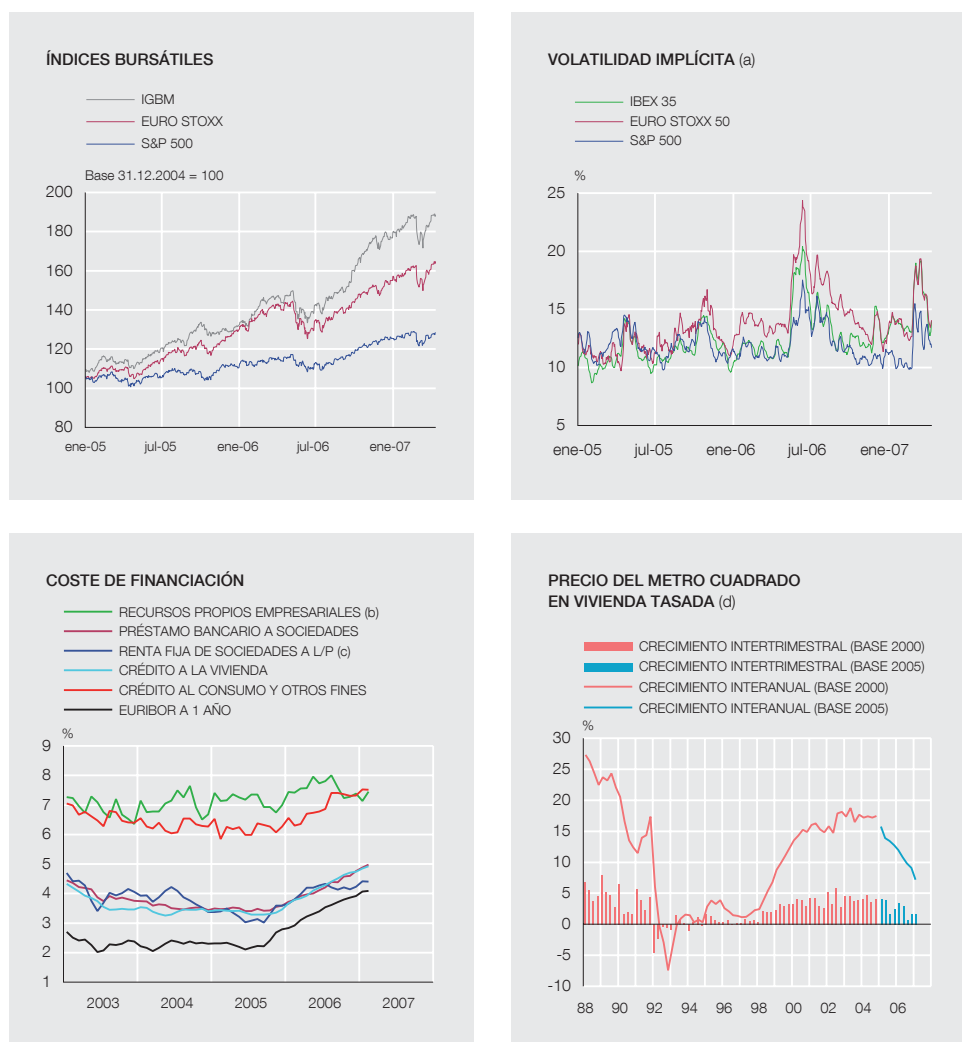 ÍNDICES BURSÁTILES
IGBM
EURO STOXX
S&P 500
Base 31.12.2004 = 100
200
180
160
140
120
100
80
ene-05 jul-05 ene-06 jul-06 ene-07
VOLATILIDAD IMPLÍCITA (a)
IBEX 35
EURO STOXX 50
S&P 500
%
25
20
15
10
5
ene-05 jul-05 ene-06 jul-06 ene-07
COSTE DE FINANCIACIÓN
RECURSOS PROPIOS EMPRESARIALES (b)
PRÉSTAMO BANCARIO A SOCIEDADES
RENTA FIJA DE SOCIEDADES A L/P (c)
CRÉDITO A LA VIVIENDA
CRÉDITO AL CONSUMO Y OTROS FINES
EURIBOR A 1 AÑO
%
9
8
7
6
5
4
3
2
1
2003 2004 2005 2006 2007
PRECIO DEL METRO CUADRADO
EN VIVIENDA TASADA (d)
CRECIMIENTO INTERTRIMESTRAL (BASE 2000)
CRECIMIENTO INTERTRIMESTRAL (BASE 2005)
CRECIMIENTO INTERANUAL (BASE 2000)
CRECIMIENTO INTERANUAL (BASE 2005)
%
30
25
20
15
10
5
0
-5
-10
88 90 92 94 96 98 00 02 04 06